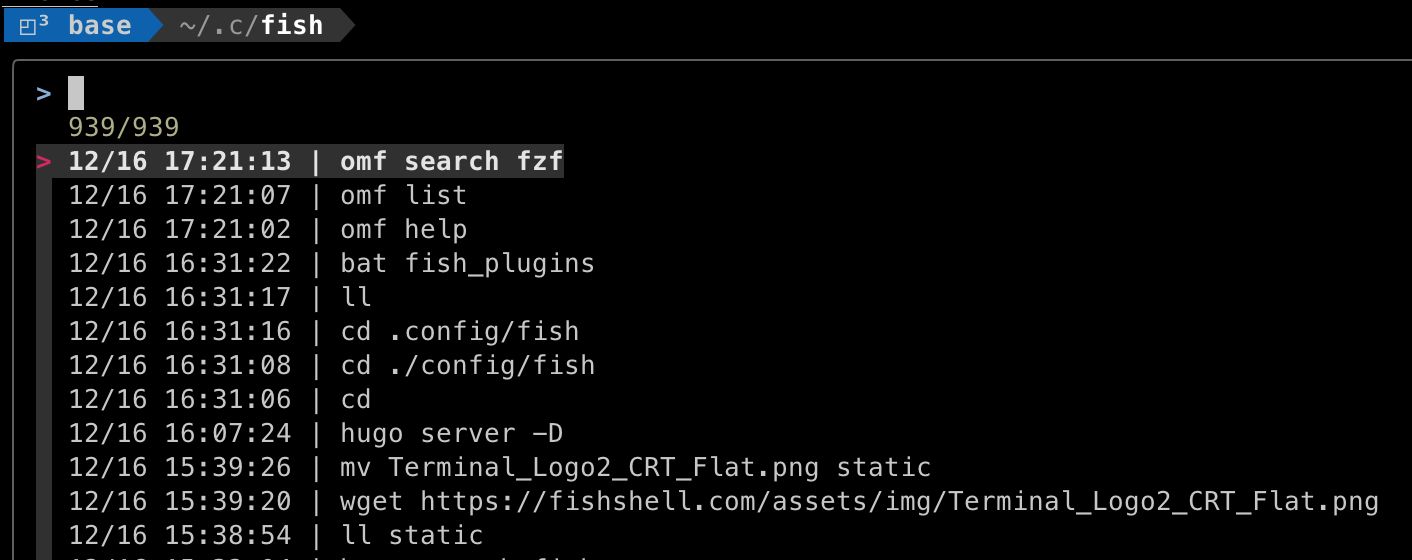 ◰³ base ~/.c/fish
>
939/939
> 12/16 17:21:13 | omf search fzf
12/16 17:21:07 | omf list
12/16 17:21:02 | omf help
12/16 16:31:22 | bat fish_plugins
12/16 16:31:17 | ll
12/16 16:31:16 | cd .config/fish
12/16 16:31:08 | cd ./config/fish
12/16 16:31:06 | cd
12/16 16:07:24 | hugo server -D
12/16 15:39:26 | mv Terminal_Logo2_CRT_Flat.png static
12/16 15:39:20 | wget https://fishshell.com/assets/img/Terminal_Logo2_CRT_Flat.png
12/16 15:38:54 | ll static